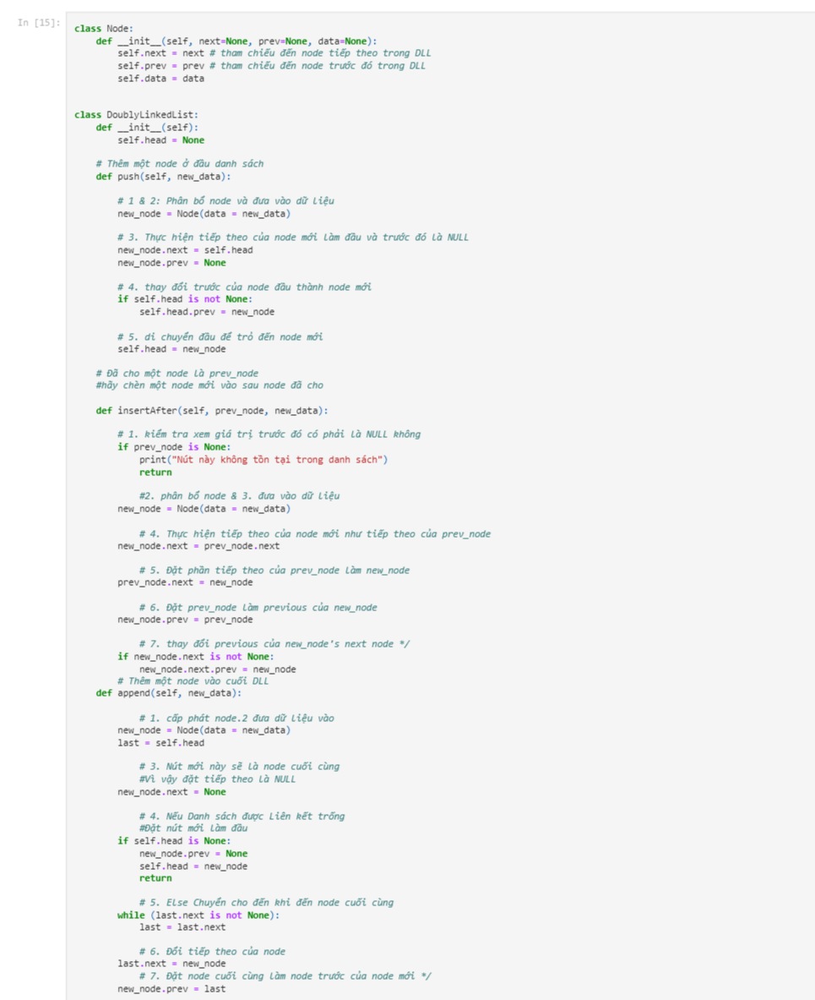 In [15]:
class Node:
    def __init__(self, next=None, prev=None, data=None):
        self.next = next # tham chiếu đến node tiếp theo trong DLL
        self.prev = prev # tham chiếu đến node trước đó trong DLL
        self.data = data
class DoublyLinkedList:
    def __init__(self):
        self.head = None
    # Thêm một node ở đầu danh sách
    def push(self, new_data):
        # 1 & 2: Phân bổ node và đưa vào dữ liệu
        new_node = Node(data = new_data)
        # 3. Thực hiện tiếp theo của node mới làm đầu và trước đó là NULL
        new_node.next = self.head
        new_node.prev = None
        # 4. thay đổi trước của node đầu thành node mới
        if self.head is not None:
            self.head.prev = new_node
        # 5. di chuyển đầu để trỏ đến node mới
        self.head = new_node
    # Đã cho một node là prev_node
    #hãy chèn một node mới vào sau node đã cho
    def insertAfter(self, prev_node, new_data):
        # 1. kiểm tra xem giá trị trước đó có phải là NULL không
        if prev_node is None:
            print("Nút này không tồn tại trong danh sách")
            return
            #2. phân bổ node & 3. đưa vào dữ liệu
        new_node = Node(data = new_data)
            # 4. Thực hiện tiếp theo của node mới như tiếp theo của prev_node
        new_node.next = prev_node.next
            # 5. Đặt phần tiếp theo của prev_node làm new_node
        prev_node.next = new_node
            # 6. Đặt prev_node làm previous của new_node
        new_node.prev = prev_node
            # 7. thay đổi previous của new_node's next node */
        if new_node.next is not None:
            new_node.next.prev = new_node
        # Thêm một node vào cuối DLL
    def append(self, new_data):
            # 1. cấp phát node.2 đưa dữ liệu vào
        new_node = Node(data = new_data)
        last = self.head
            # 3. Nút mới này sẽ là node cuối cùng
            #Vì vậy đặt tiếp theo là NULL
        new_node.next = None
            # 4. Nếu Danh sách được Liên kết trống
            #Đặt nút mới làm đầu
        if self.head is None:
            new_node.prev = None
            self.head = new_node
            return
            # 5. Else Chuyển cho đến khi đến node cuối cùng
        while (last.next is not None):
            last = last.next
            # 6. Đổi tiếp theo của node
        last.next = new_node
            # 7. Đặt node cuối cùng làm node trước của node mới */
        new_node.prev = last